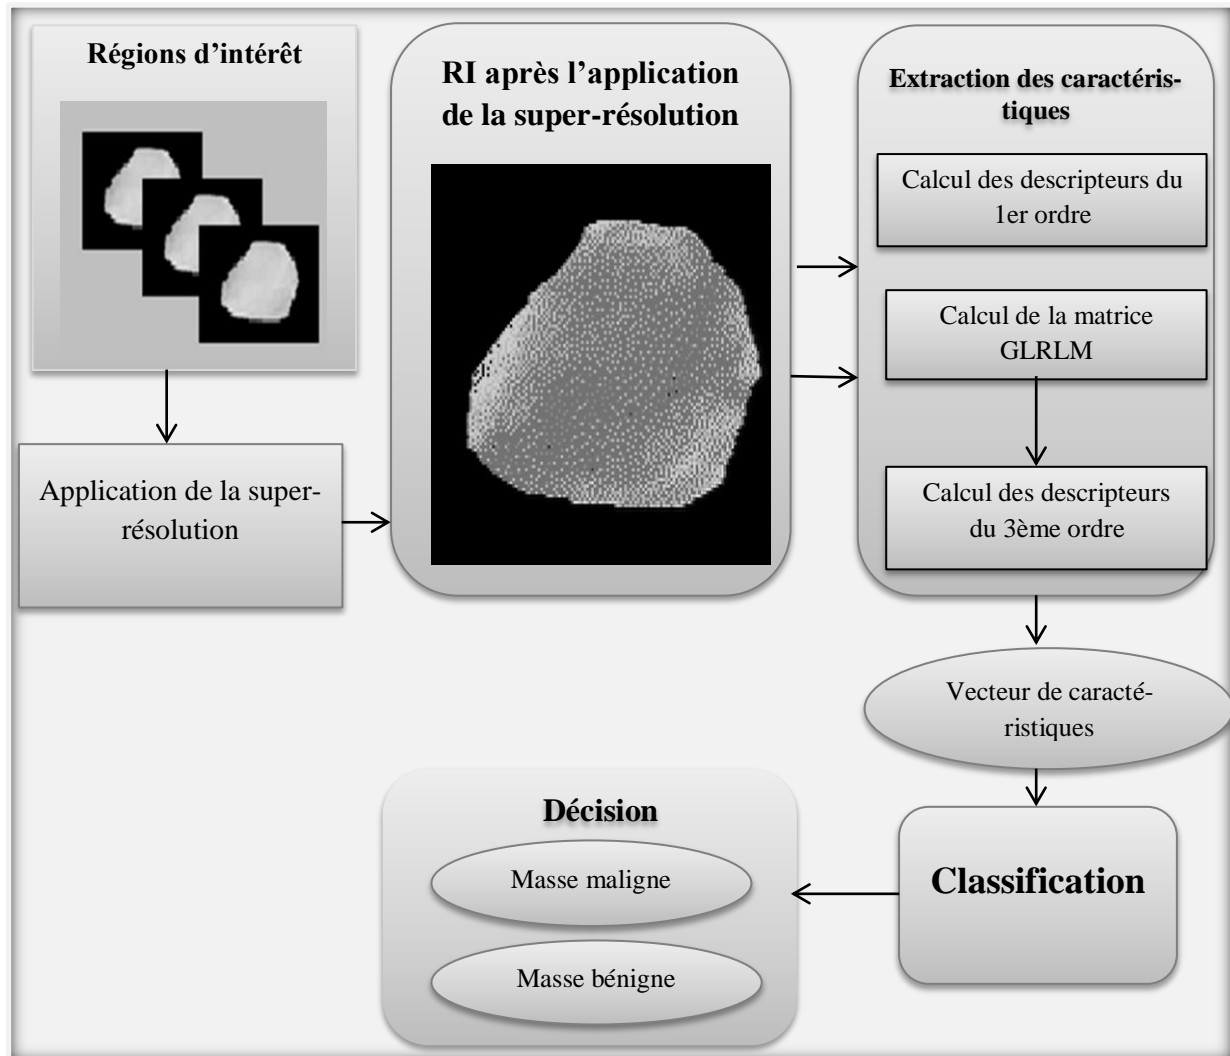 Régions d’intérêt
Application de la super-
résolution
RI après l’application
de la super-résolution
Extraction des caractéris-
tiques
Calcul des descripteurs du
1er ordre
Calcul de la matrice
GLRLM
Calcul des descripteurs
du 3ème ordre
Vecteur de caracté-
ristiques
Classification
Décision
Masse maligne
Masse bénigne